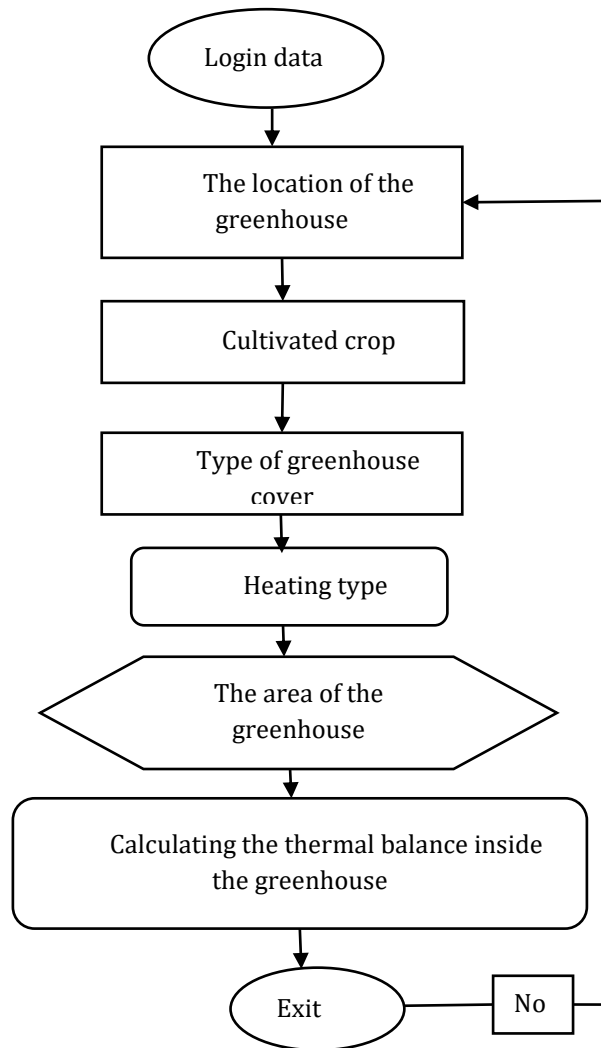 Login data
The location of the
greenhouse
Cultivated crop
Type of greenhouse
cover
Heating type
The area of the
greenhouse
Calculating the thermal balance inside
the greenhouse
Exit
No